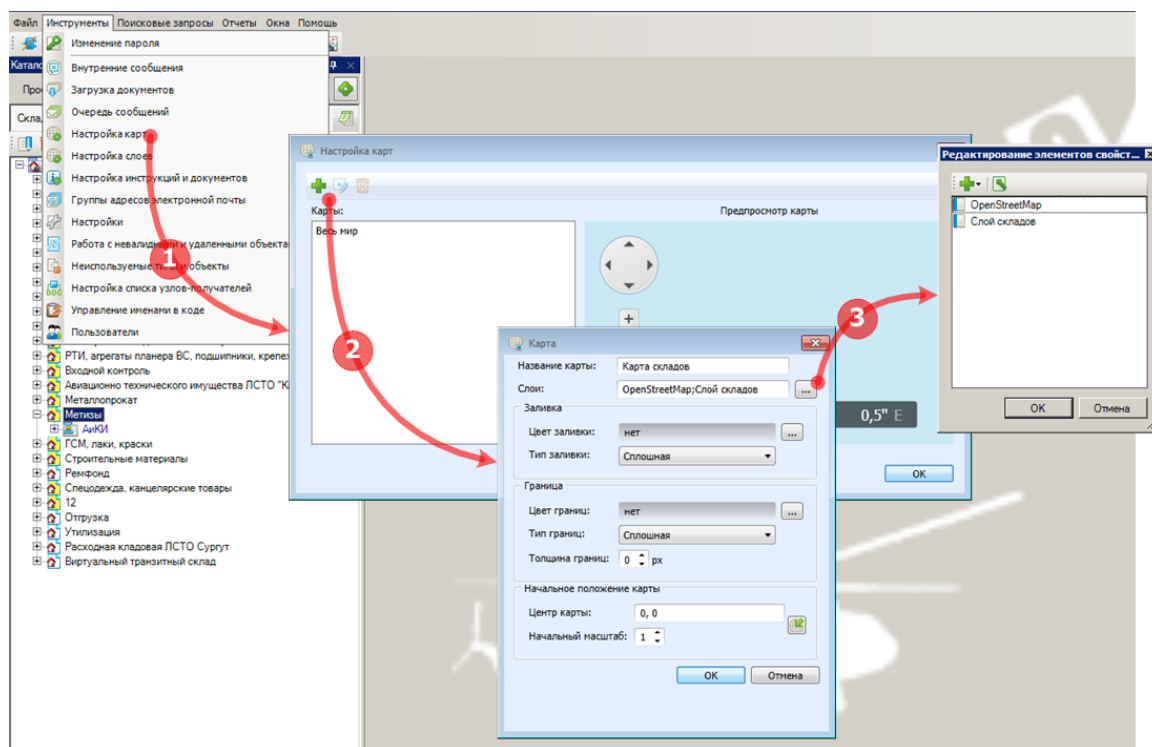 Файл Инструменты Поисковые запросы Отчеты Окна Помощь
Изменение пароля
Внутренние сообщения
Загрузка документов
Очередь сообщений
Настройка карт
Настройка слоев
Настройка инструкций и документов
Группы адресов электронной почты
Настройки
Работа с невалидными и удаленными объекта
Неиспользуемые типы и объекты
Настройка списка узлов-получателей
Управление именами в коде
Пользователи
РТИ, агрегаты планера ВС, подшипники, крепе
Входной контроль
Авиационно технического имущества ЛСТО "К
Металлопрокат
Метизы
АиКИ
ГСМ, лаки, краски
Строительные материалы
Ремфонд
Спецодежда, канцелярские товары
12
Отгрузка
Утилизация
Расходная кладовая ЛСТО Сургут
Виртуальный транзитный склад
1
Настройка карт
Карты:
Предпросмотр карты
Весь мир
0,5" E
OK
2
Карта
Название карты: Карта складов
Слои: OpenStreetMap;Слой складов ...
Заливка
Цвет заливки: нет ...
Тип заливки: Сплошная
Граница
Цвет границ: нет ...
Тип границ: Сплошная
Толщина границ: 0 px
Начальное положение карты
Центр карты: 0, 0
Начальный масштаб: 1
OK Отмена
3
Редактирование элементов свойст...
OpenStreetMap
Слой складов
OK Отмена